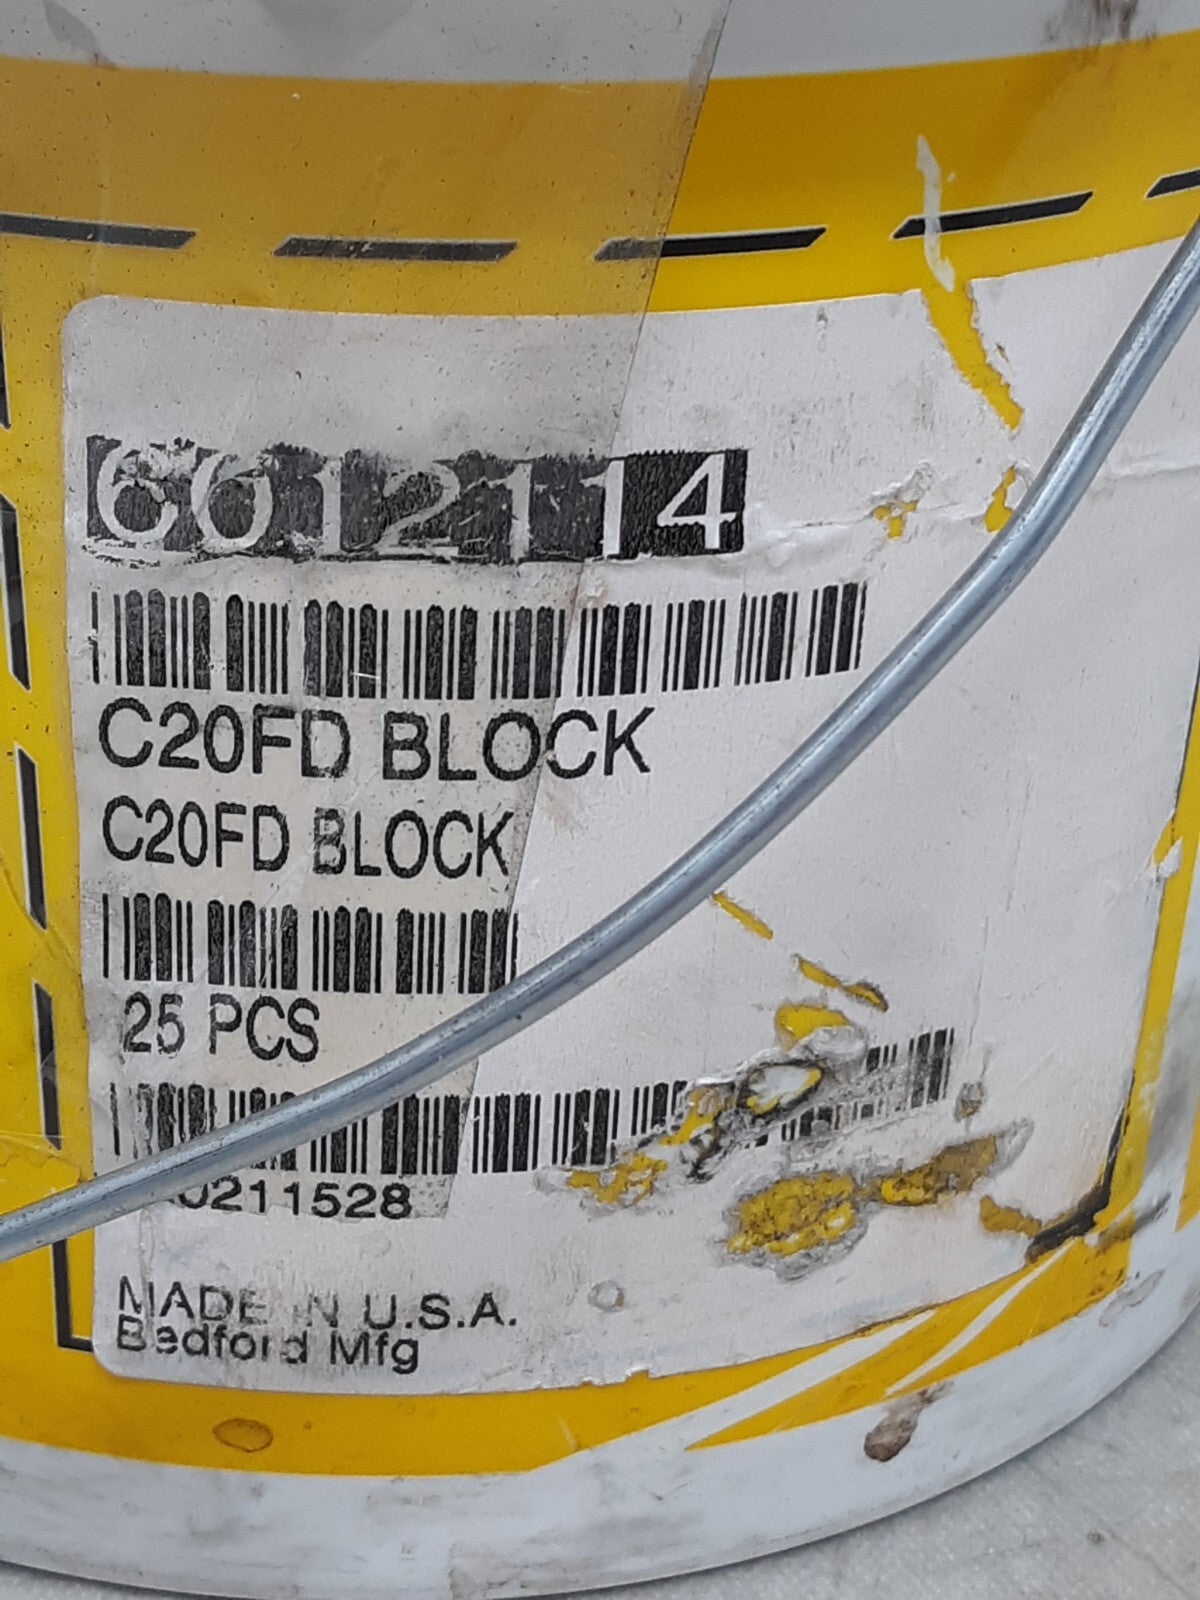 6612114
C20FD BLOCK
C20FD BLOCK
25 PCS
0211528
MADE IN U.S.A.
Bedford Mfg